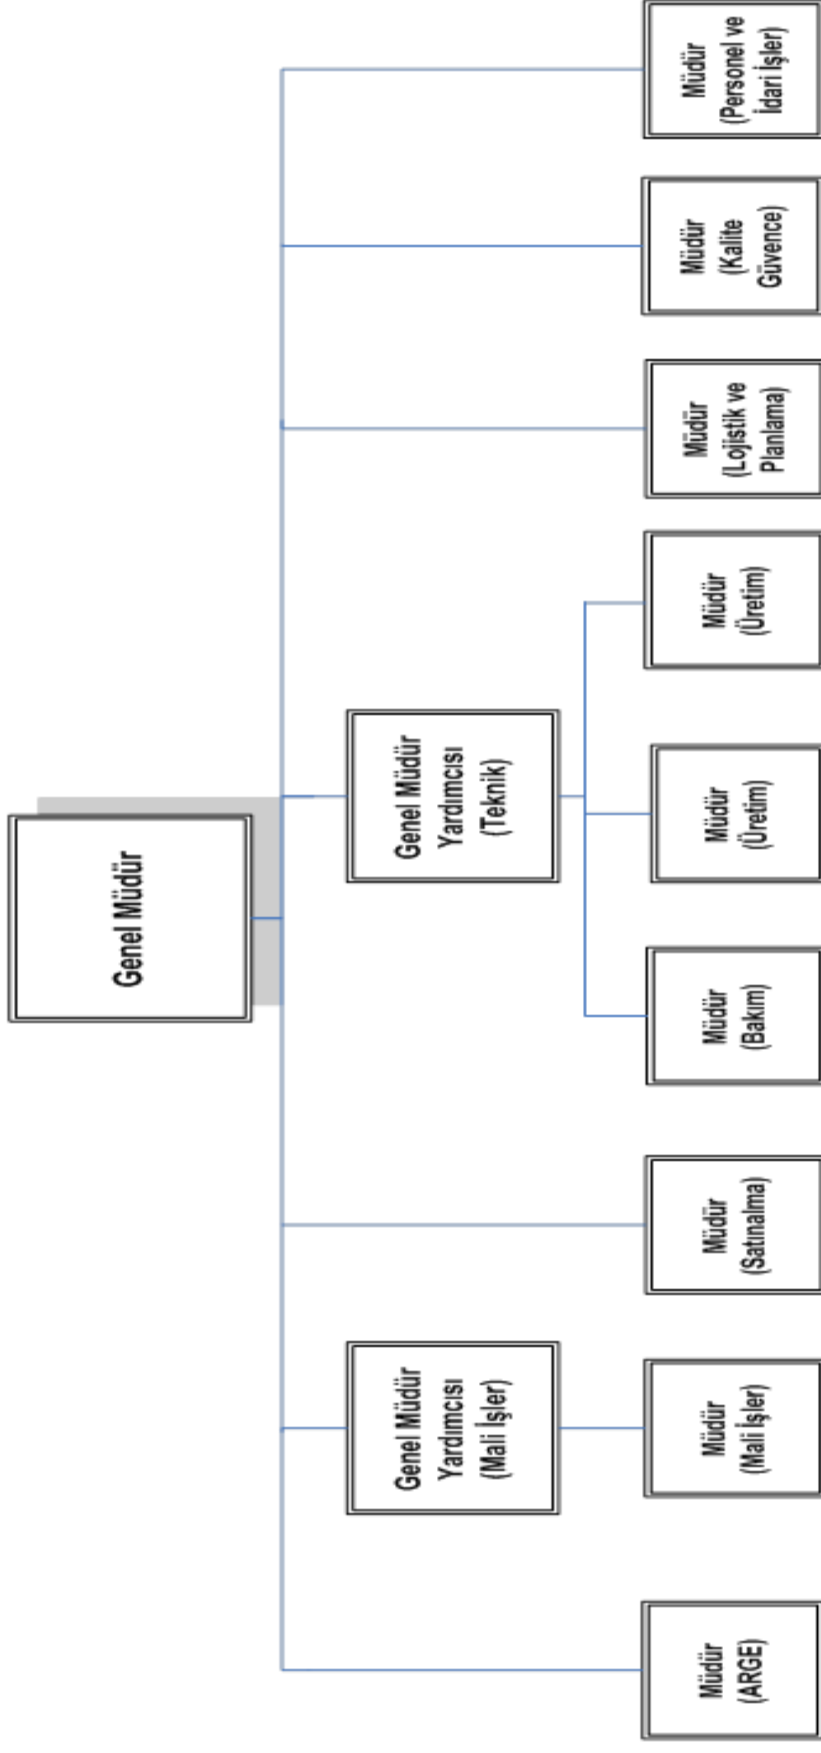 Genel Müdür
Genel Müdür
Yardımcısı
(Mali İşler)
Genel Müdür
Yardımcısı
(Teknik)
Müdür
(ARGE)
Müdür
(Mali İşler)
Müdür
(Satınalma)
Müdür
(Bakım)
Müdür
(Üretim)
Müdür
(Üretim)
Müdür
(Lojistik ve
Planlama)
Müdür
(Kalite
Güvence)
Müdür
(Personel ve
İdari İşler)